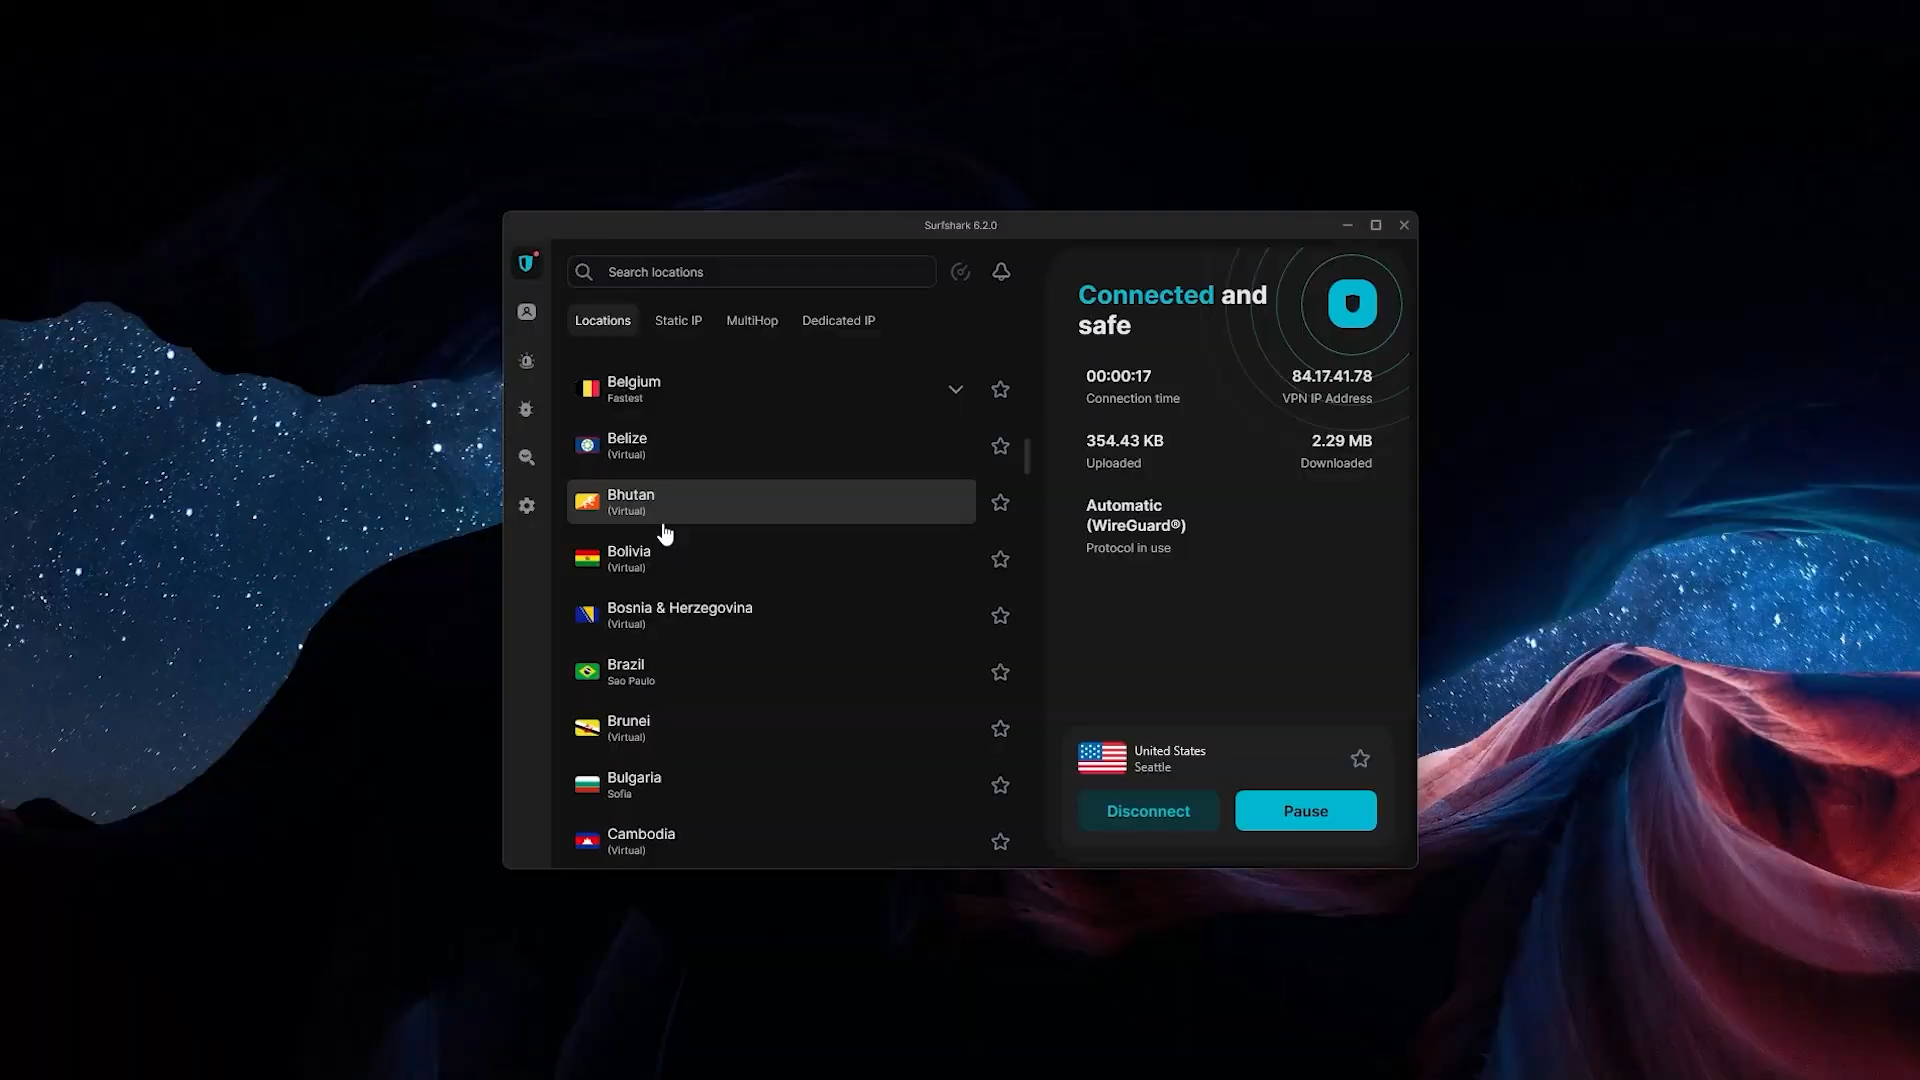 Surfshark 6.2.0
Search locations
Locations
Static IP
MultiHop
Dedicated IP
Belgium
Fastest
Belize
(Virtual)
Bhutan
(Virtual)
Bolivia
(Virtual)
Bosnia & Herzegovina
(Virtual)
Brazil
Sao Paulo
Brunei
(Virtual)
Bulgaria
Sofia
Cambodia
(Virtual)
Connected and
safe
00:00:17
Connection time
84.17.41.78
VPN IP Address
354.43 KB
Uploaded
2.29 MB
Downloaded
Automatic
(WireGuard®)
Protocol in use
United States
Seattle
Disconnect
Pause